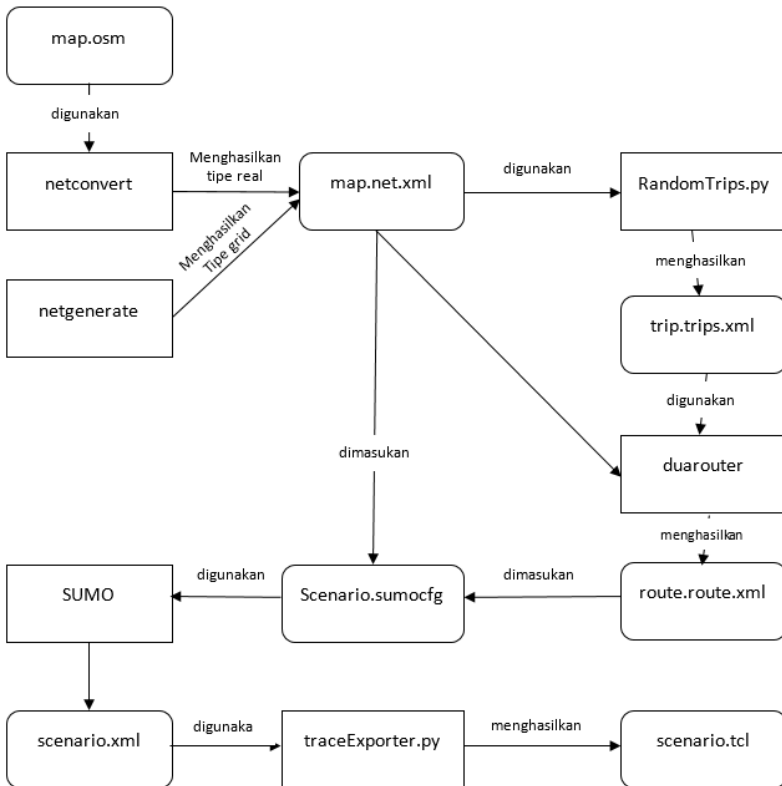 map.osm
digunakan
netconvert
Menghasilkan
tipe real
map.net.xml
digunakan
RandomTrips.py
Menghasilkan
Tipe grid
menghasilkan
netgenerate
trip.trips.xml
digunakan
dimasukan
duarouter
menghasilkan
SUMO
digunakan
Scenario.sumocfg
dimasukan
route.route.xml
scenario.xml
digunaka
traceExporter.py
menghasilkan
scenario.tcl